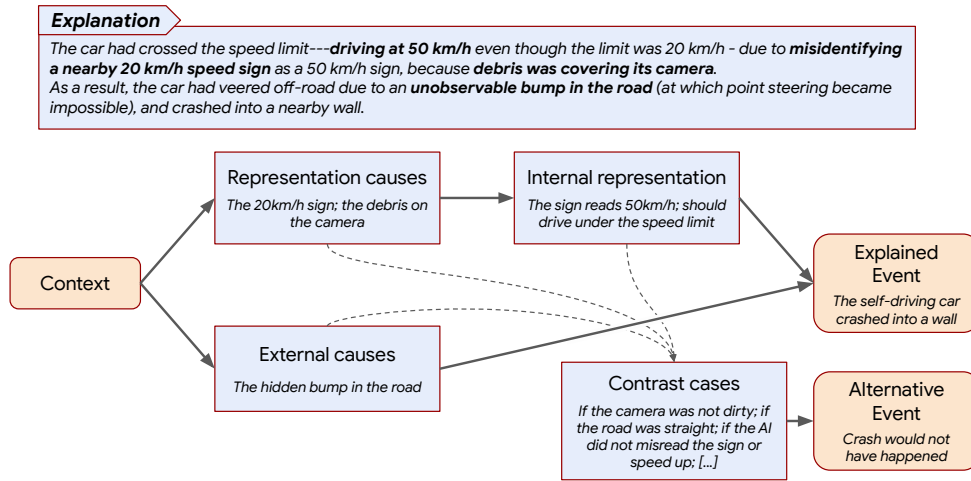 Explanation
The car had crossed the speed limit---driving at 50 km/h even though the limit was 20 km/h - due to misidentifying
a nearby 20 km/h speed sign as a 50 km/h sign, because debris was covering its camera.
As a result, the car had veered off-road due to an unobservable bump in the road (at which point steering became
impossible), and crashed into a nearby wall.
Representation causes
The 20km/h sign; the debris on
the camera
Internal representation
The sign reads 50km/h; should
drive under the speed limit
Context
Explained
Event
The self-driving car
crashed into a wall
External causes
The hidden bump in the road
Contrast cases
If the camera was not dirty; if
the road was straight; if the AI
did not misread the sign or
speed up; [...]
Alternative
Event
Crash would not
have happened